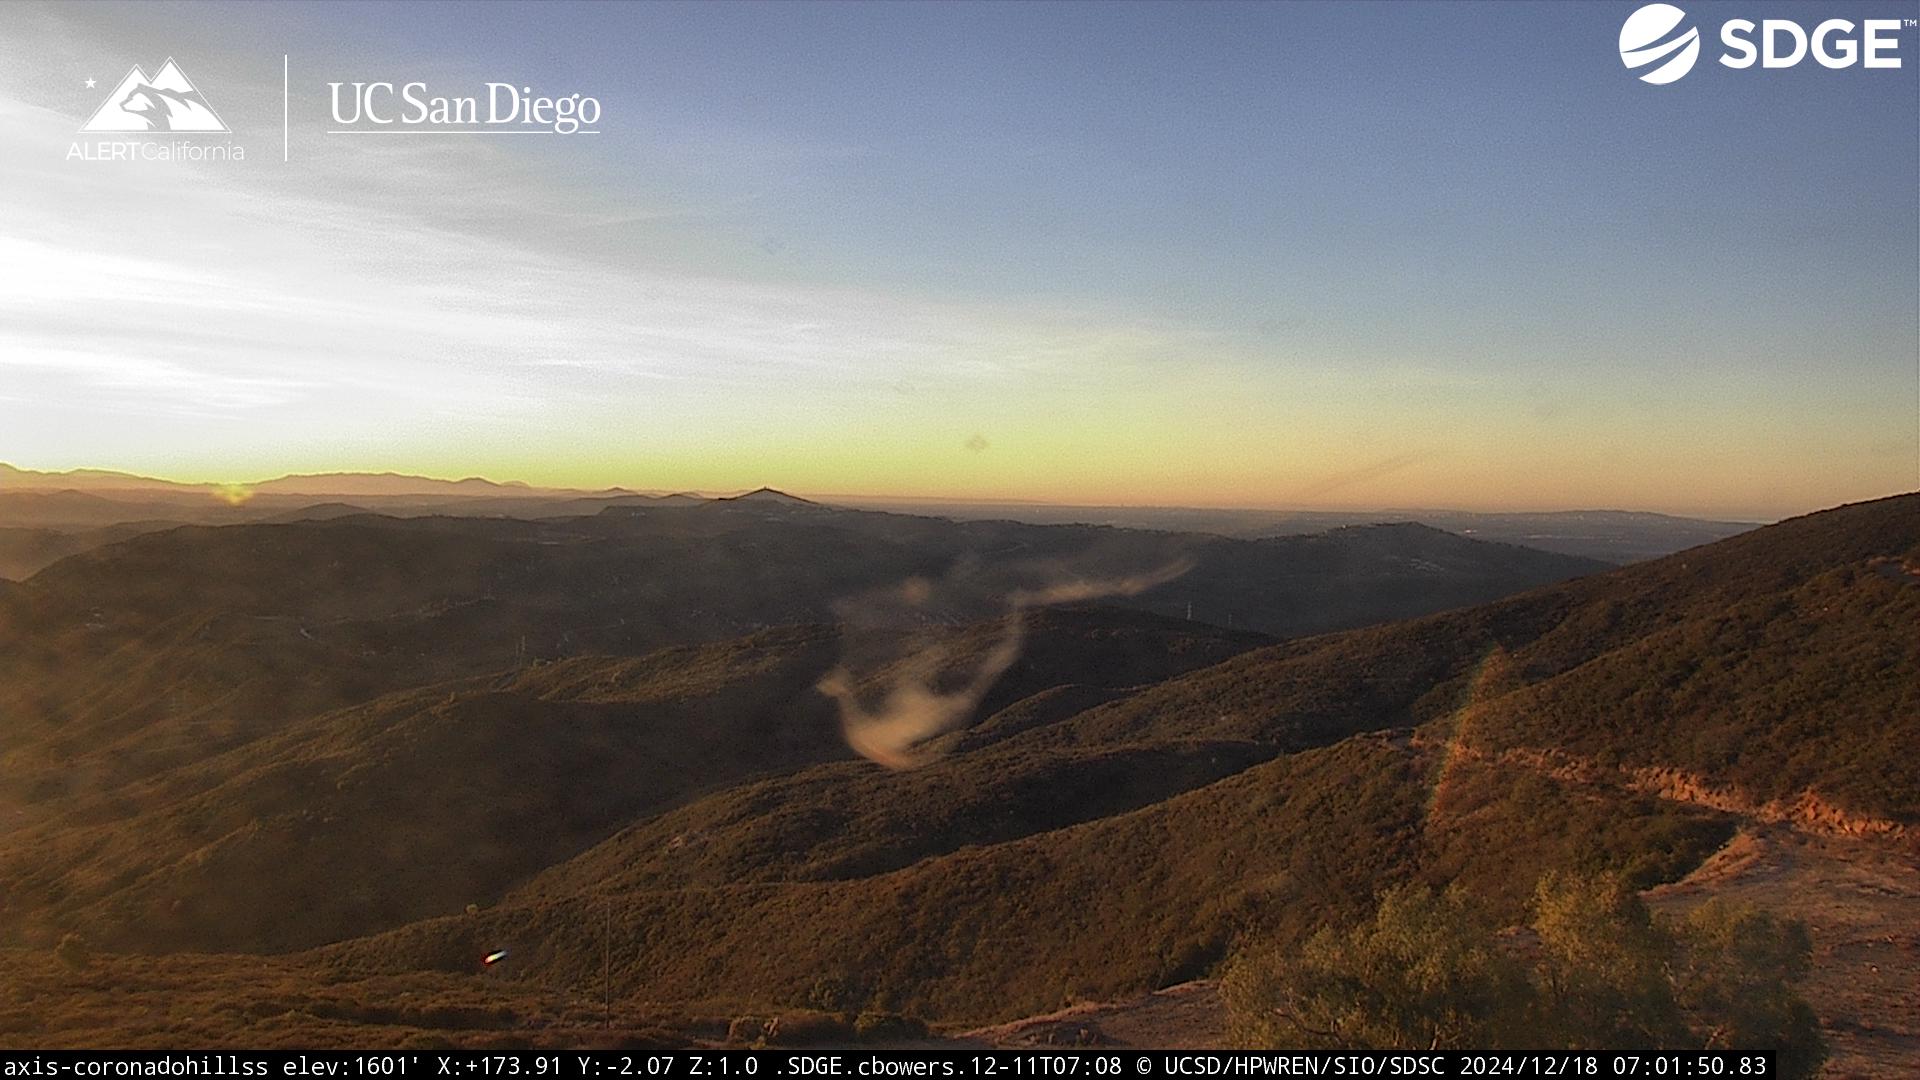 SDGE™
UC San Diego
ALERTCalifornia
axis-coronadohillss elev:1601' X:+173.91 Y:-2.07 Z:1.0 .SDGE.cbowers.12-11T07:08 © UCSD/HPWREN/SIO/SDSC 2024/12/18 07:01:50.83